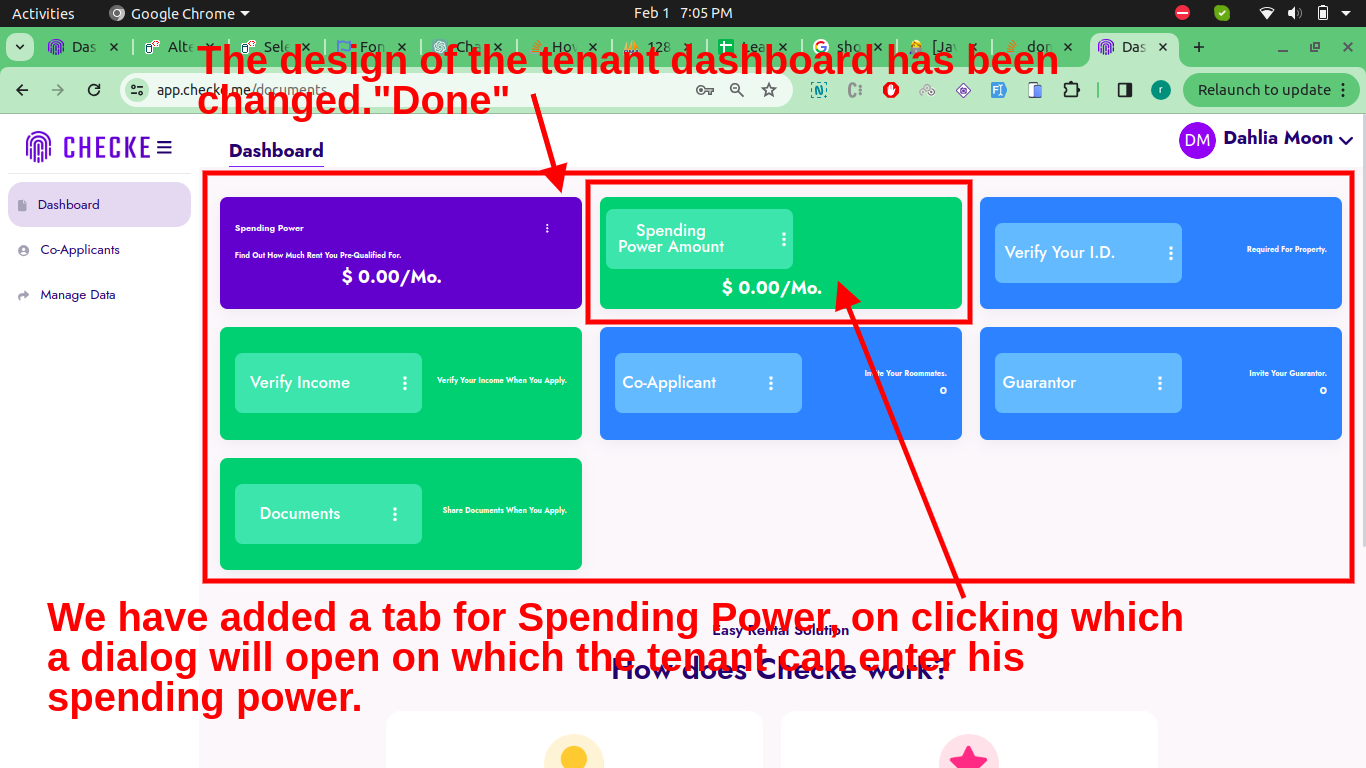 Activities
Google Chrome
Feb 1 7:05 PM
Das
Alte
Sele
Fon
Cha
Hov
128
Lea
sho
[Jav
don
Das
The design of the tenant dashboard has been
changed."Done"
app.checke.me/documents
Relaunch to update
CHECKE
Dashboard
DM Dahlia Moon
Dashboard
Co-Applicants
Manage Data
Spending Power
Find Out How Much Rent You Pre-Qualified For.
$ 0.00/Mo.
Spending
Power Amount
$ 0.00/Mo.
Verify Your I.D.
Required For Property.
Verify Income
Verify Your Income When You Apply.
Co-Applicant
Invite Your Roommates.
0
Guarantor
Invite Your Guarantor.
0
Documents
Share Documents When You Apply.
We have added a tab for Spending Power, on clicking which
a dialog will open on which the tenant can enter his
spending power.
Easy Rental Solution
How does Checke work?